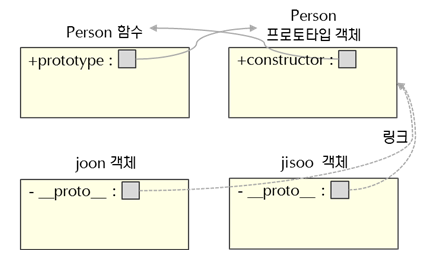 Person 함수
Person
프로토타입 객체
+prototype :
+constructor :
링크
joon 객체
jisoo 객체
- __proto__ :
- __proto__ :